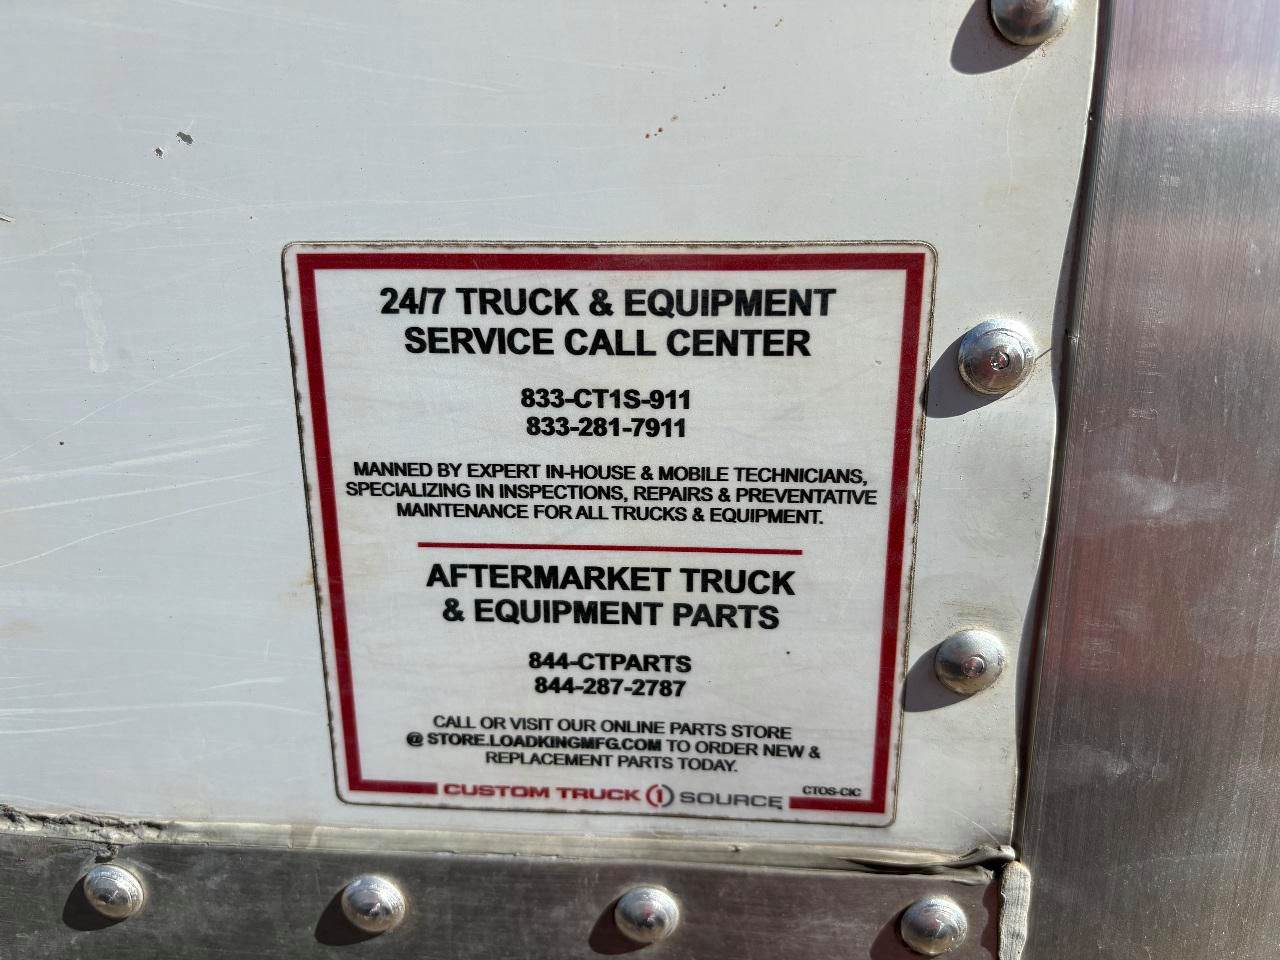 24/7 TRUCK & EQUIPMENT
SERVICE CALL CENTER
833-CT1S-911
833-281-7911
MANNED BY EXPERT IN-HOUSE & MOBILE TECHNICIANS,
SPECIALIZING IN INSPECTIONS, REPAIRS & PREVENTATIVE
MAINTENANCE FOR ALL TRUCKS & EQUIPMENT.
AFTERMARKET TRUCK
& EQUIPMENT PARTS
844-CTPARTS
844-287-2787
CALL OR VISIT OUR ONLINE PARTS STORE
@ STORE.LOADKINGMFG.COM TO ORDER NEW &
REPLACEMENT PARTS TODAY.
CUSTOM TRUCK 1 SOURCE
CTOS-CIC